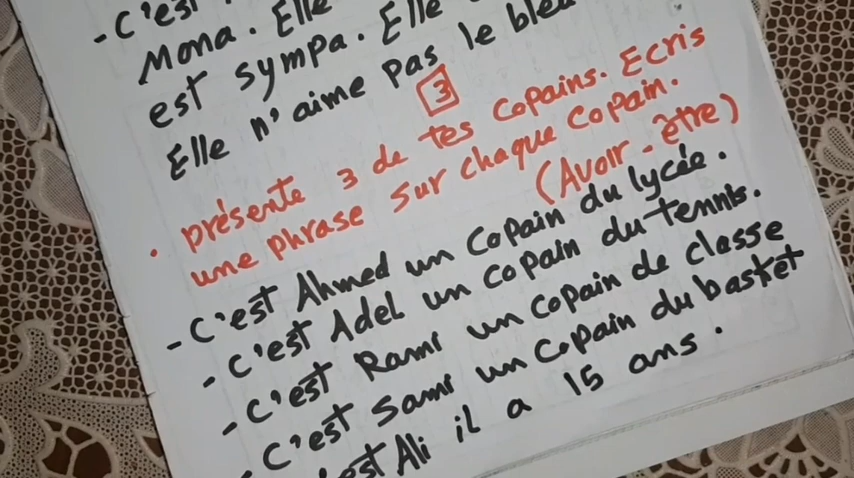 - C'est
Mona. Elle
est sympa. Elle
Elle n'aime pas le bleu
3
• présente 3 de tes copains. Ecris
une phrase sur chaque copain.
(Avoir - être)
- C'est Ahmed un copain du lycée.
- C'est Adel un copain du tennis.
- C'est Rami un copain de classe
- C'est Sami un copain du basket
est Ali il a 15 ans.